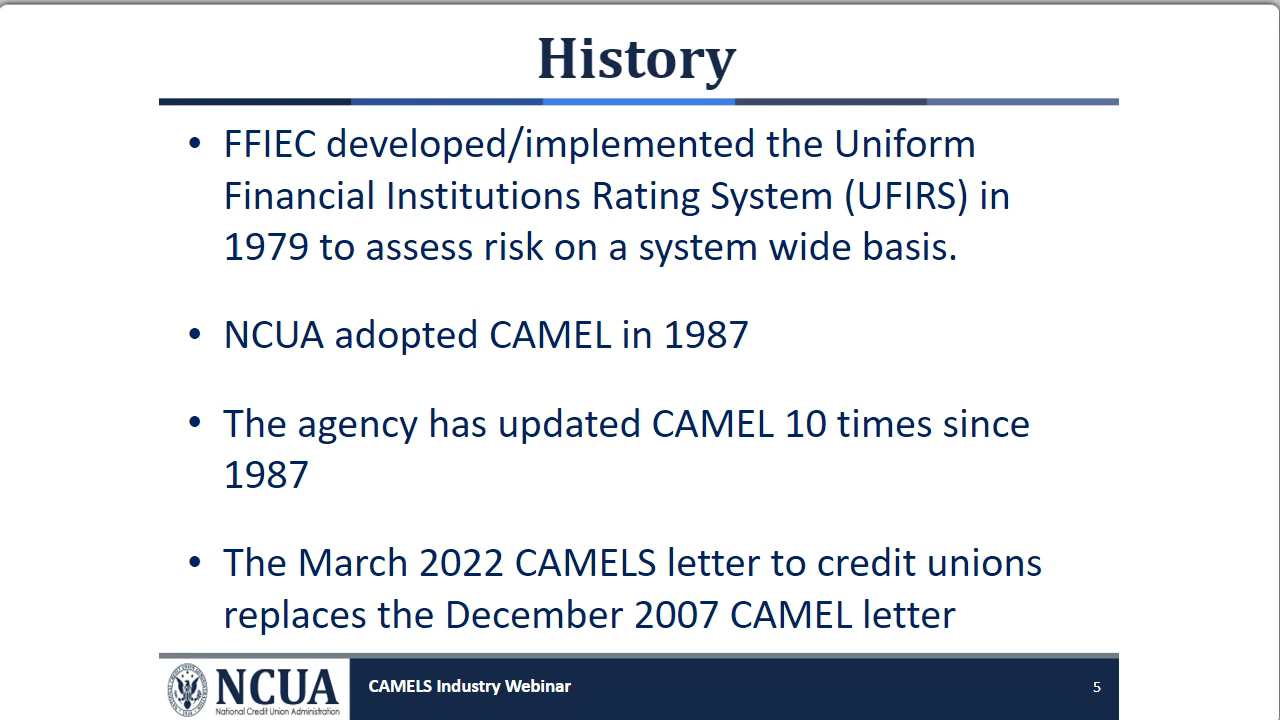 History
• FFIEC developed/implemented the Uniform
Financial Institutions Rating System (UFIRS) in
1979 to assess risk on a system wide basis.
• NCUA adopted CAMEL in 1987
• The agency has updated CAMEL 10 times since
1987
• The March 2022 CAMELS letter to credit unions
replaces the December 2007 CAMEL letter
NCUA
National Credit Union Administration
CAMELS Industry Webinar
5